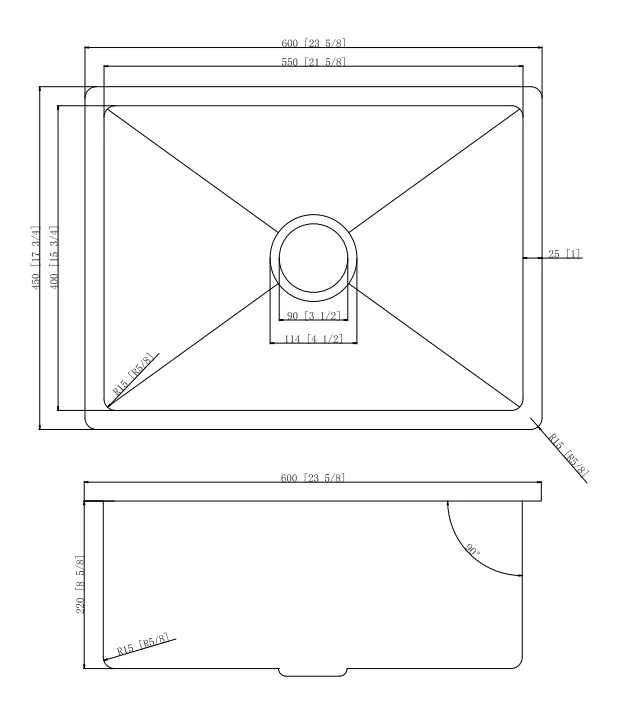 600 [23 5/8]
550 [21 5/8]
450 [17 3/4]
400 [15 3/4]
25 [1]
90 [3 1/2]
114 [4 1/2]
R15 [R5/8]
R15 [R5/8]
600 [23 5/8]
90°
220 [8 5/8]
R15 [R5/8]